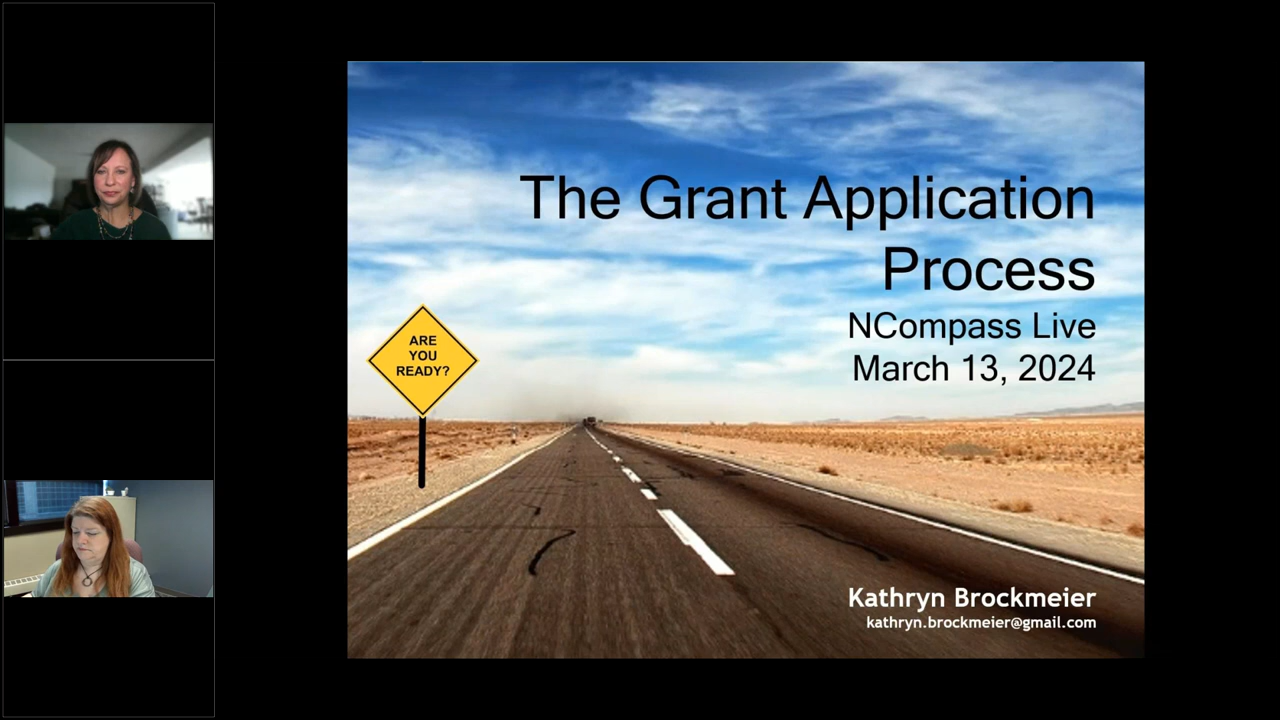 The Grant Application
Process
NCompass Live
March 13, 2024
ARE
YOU
READY?
Kathryn Brockmeier
kathryn.brockmeier@gmail.com